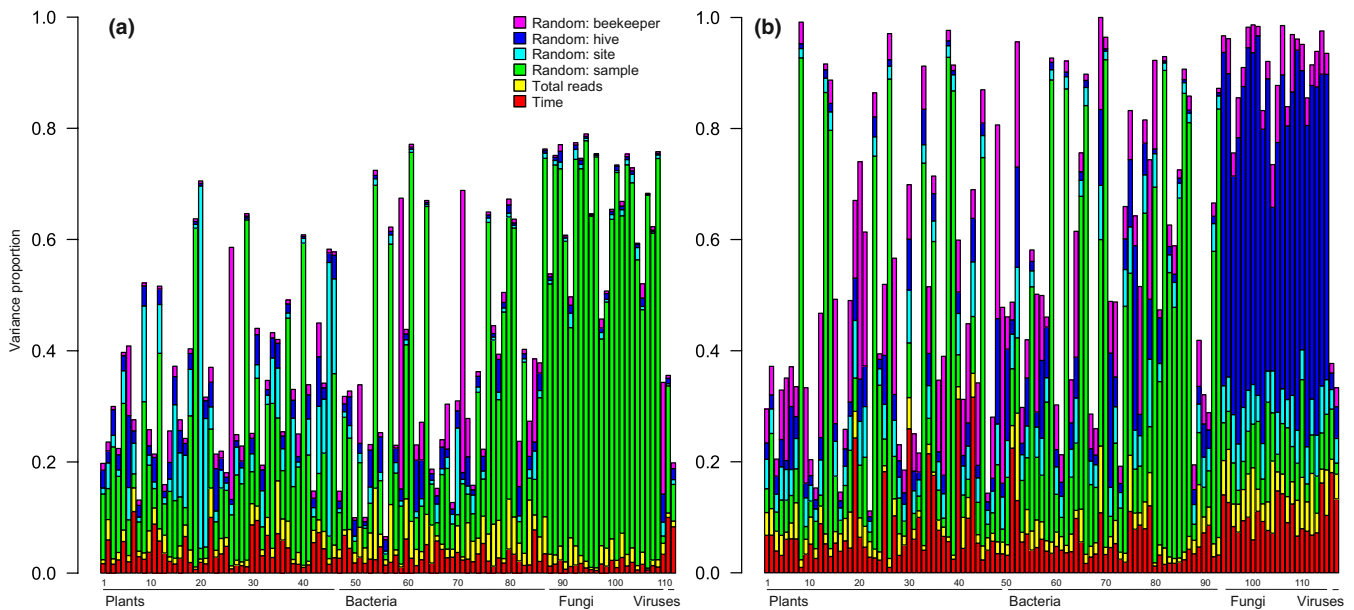 (a)
Random: beekeeper
Random: hive
Random: site
Random: sample
Total reads
Time
Variance proportion
1.0
0.8
0.6
0.4
0.2
0.0
1 10 20 30 40 50 60 70 80 90 100 110
Plants Bacteria Fungi Viruses
(b)
1.0
0.8
0.6
0.4
0.2
0.0
1 10 20 30 40 50 60 70 80 90 100 110
Plants Bacteria Fungi Viruses